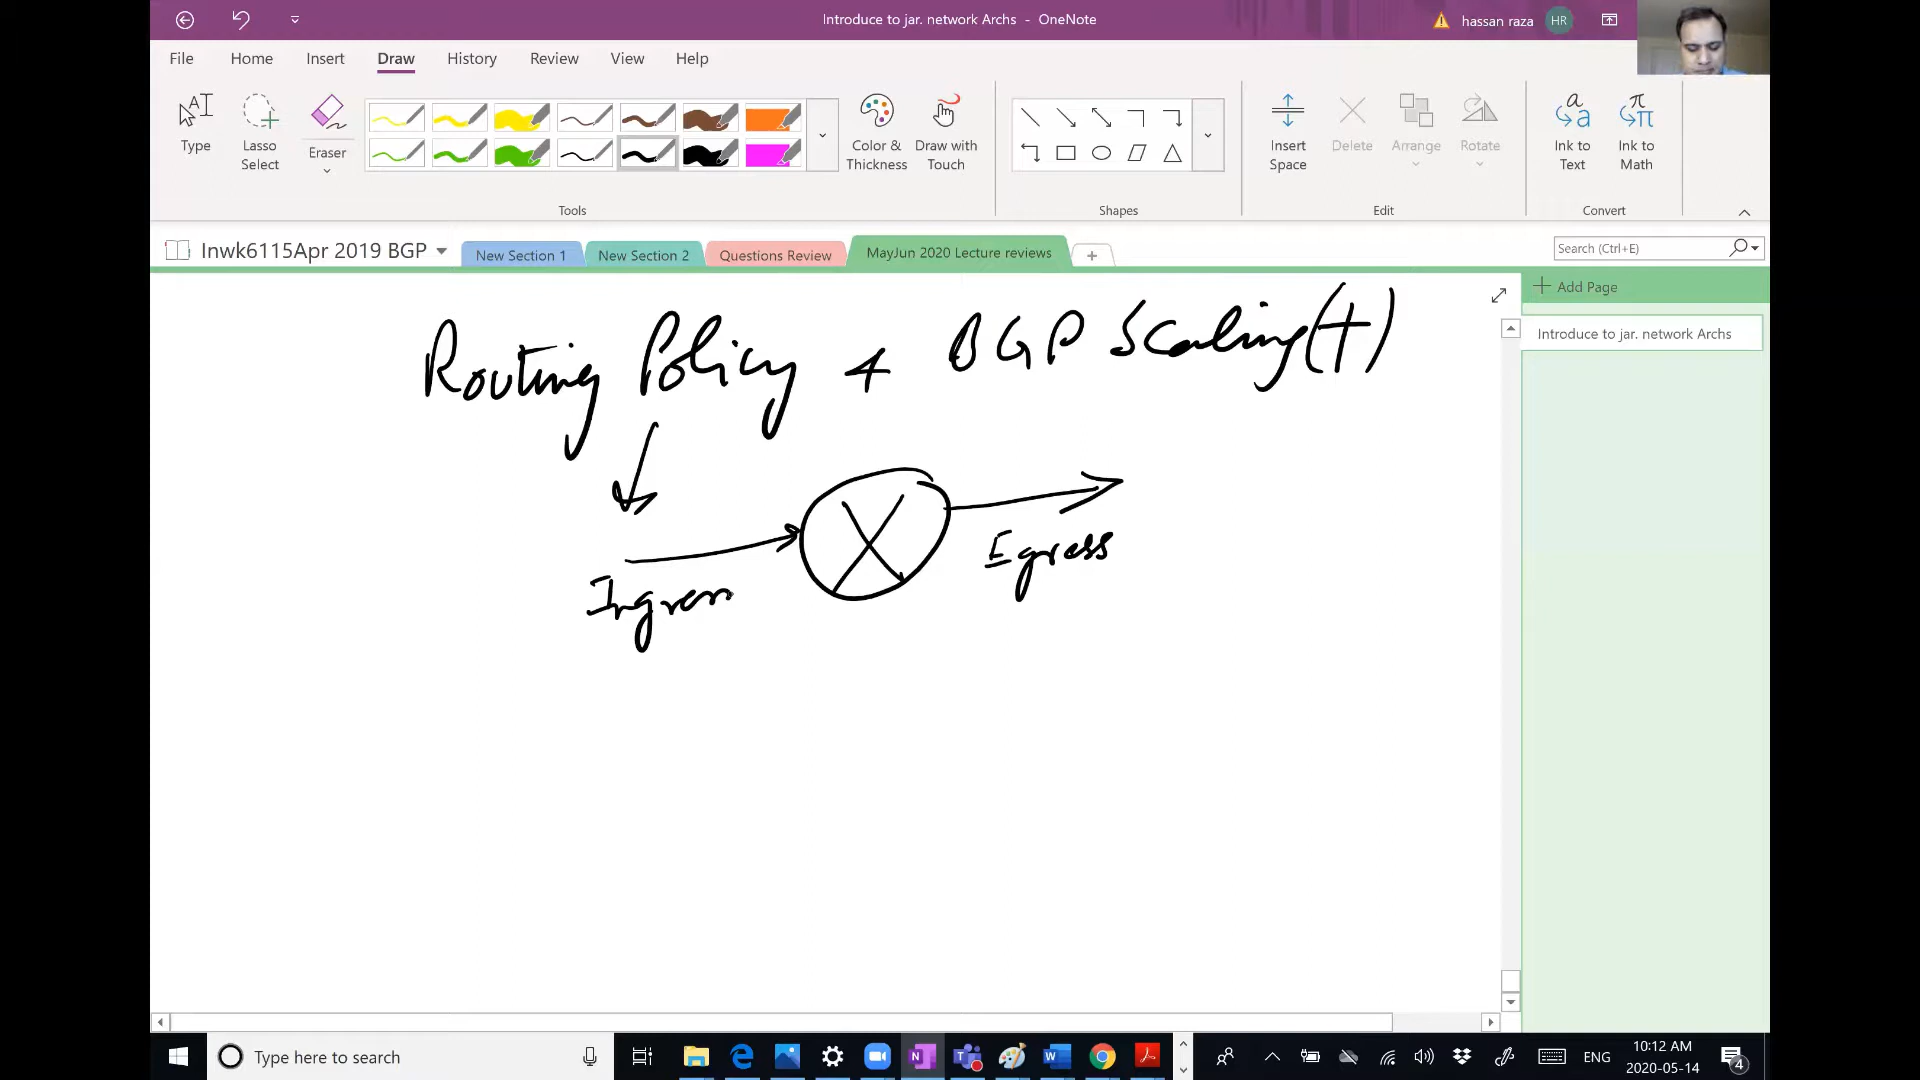 Introduce to jar. network Archs - OneNote
hassan raza HR
File Home Insert Draw History Review View Help
Type
Lasso Select
Eraser
Color & Thickness
Draw with Touch
Insert Space
Delete
Arrange
Rotate
Ink to Text
Ink to Math
Tools Shapes Edit Convert
Inwk6115Apr 2019 BGP New Section 1 New Section 2 Questions Review MayJun 2020 Lecture reviews + Search (Ctrl+E)
+ Add Page
Introduce to jar. network Archs
Routing Policy & BGP Scaling(+)
Egress
Ingress
Type here to search
ENG
10:12 AM
2020-05-14
4